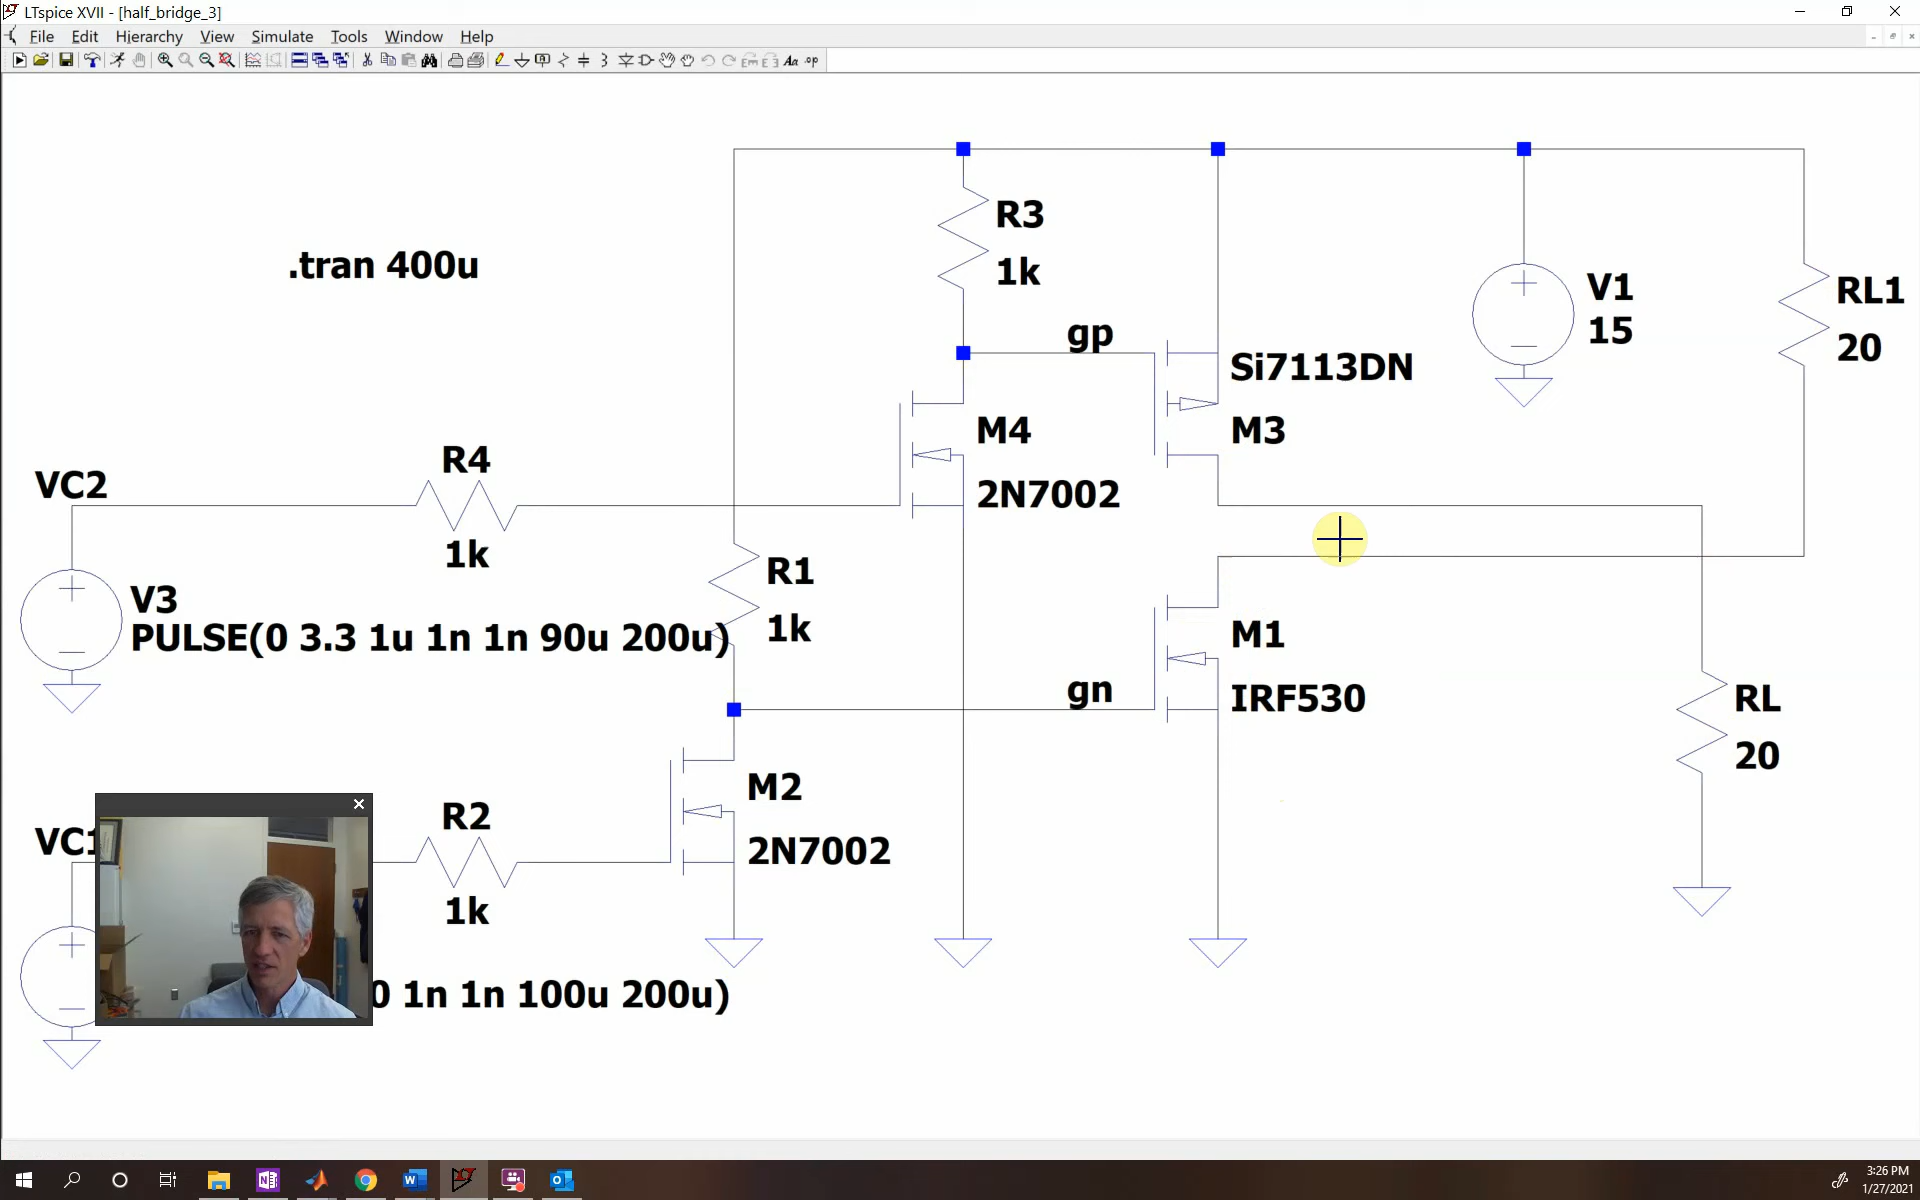 LTspice XVII - [half_bridge_3]
File Edit Hierarchy View Simulate Tools Window Help
.tran 400u
R3
1k
gp
Si7113DN
M3
V1
15
RL1
20
M4
2N7002
VC2
R4
1k
V3
PULSE(0 3.3 1u 1n 1n 90u 200u)
R1
1k
M1
IRF530
gn
RL
20
M2
2N7002
VC1
R2
1k
0 1n 1n 100u 200u)
3:26 PM
1/27/2021